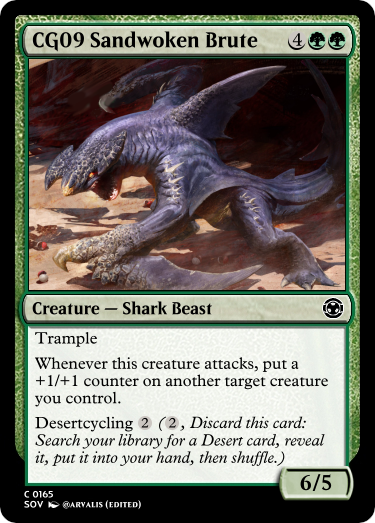 CG09 Sandwoken Brute 4
Creature — Shark Beast
Trample
Whenever this creature attacks, put a
+1/+1 counter on another target creature
you control.
Desertcycling 2 (2, Discard this card:
Search your library for a Desert card, reveal
it, put it into your hand, then shuffle.)
6/5
C 0165
SOV @ARVALIS (EDITED)